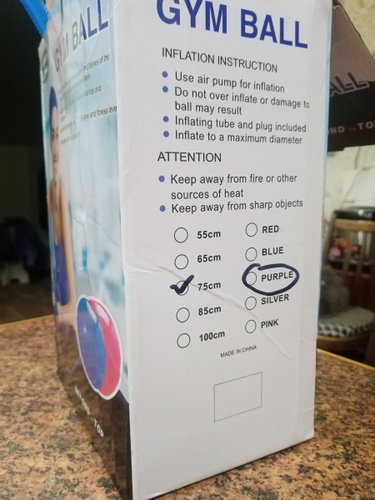 GYM BALL
GYM BALL
INFLATION INSTRUCTION
Use air pump for inflation
Do not over inflate or damage to
ball may result
Inflating tube and plug included
Inflate to a maximum diameter
ATTENTION
Keep away from fire or other
sources of heat
Keep away from sharp objects
55cm
65cm
75cm
85cm
100cm
RED
BLUE
PURPLE
SILVER
PINK
MADE IN CHINA